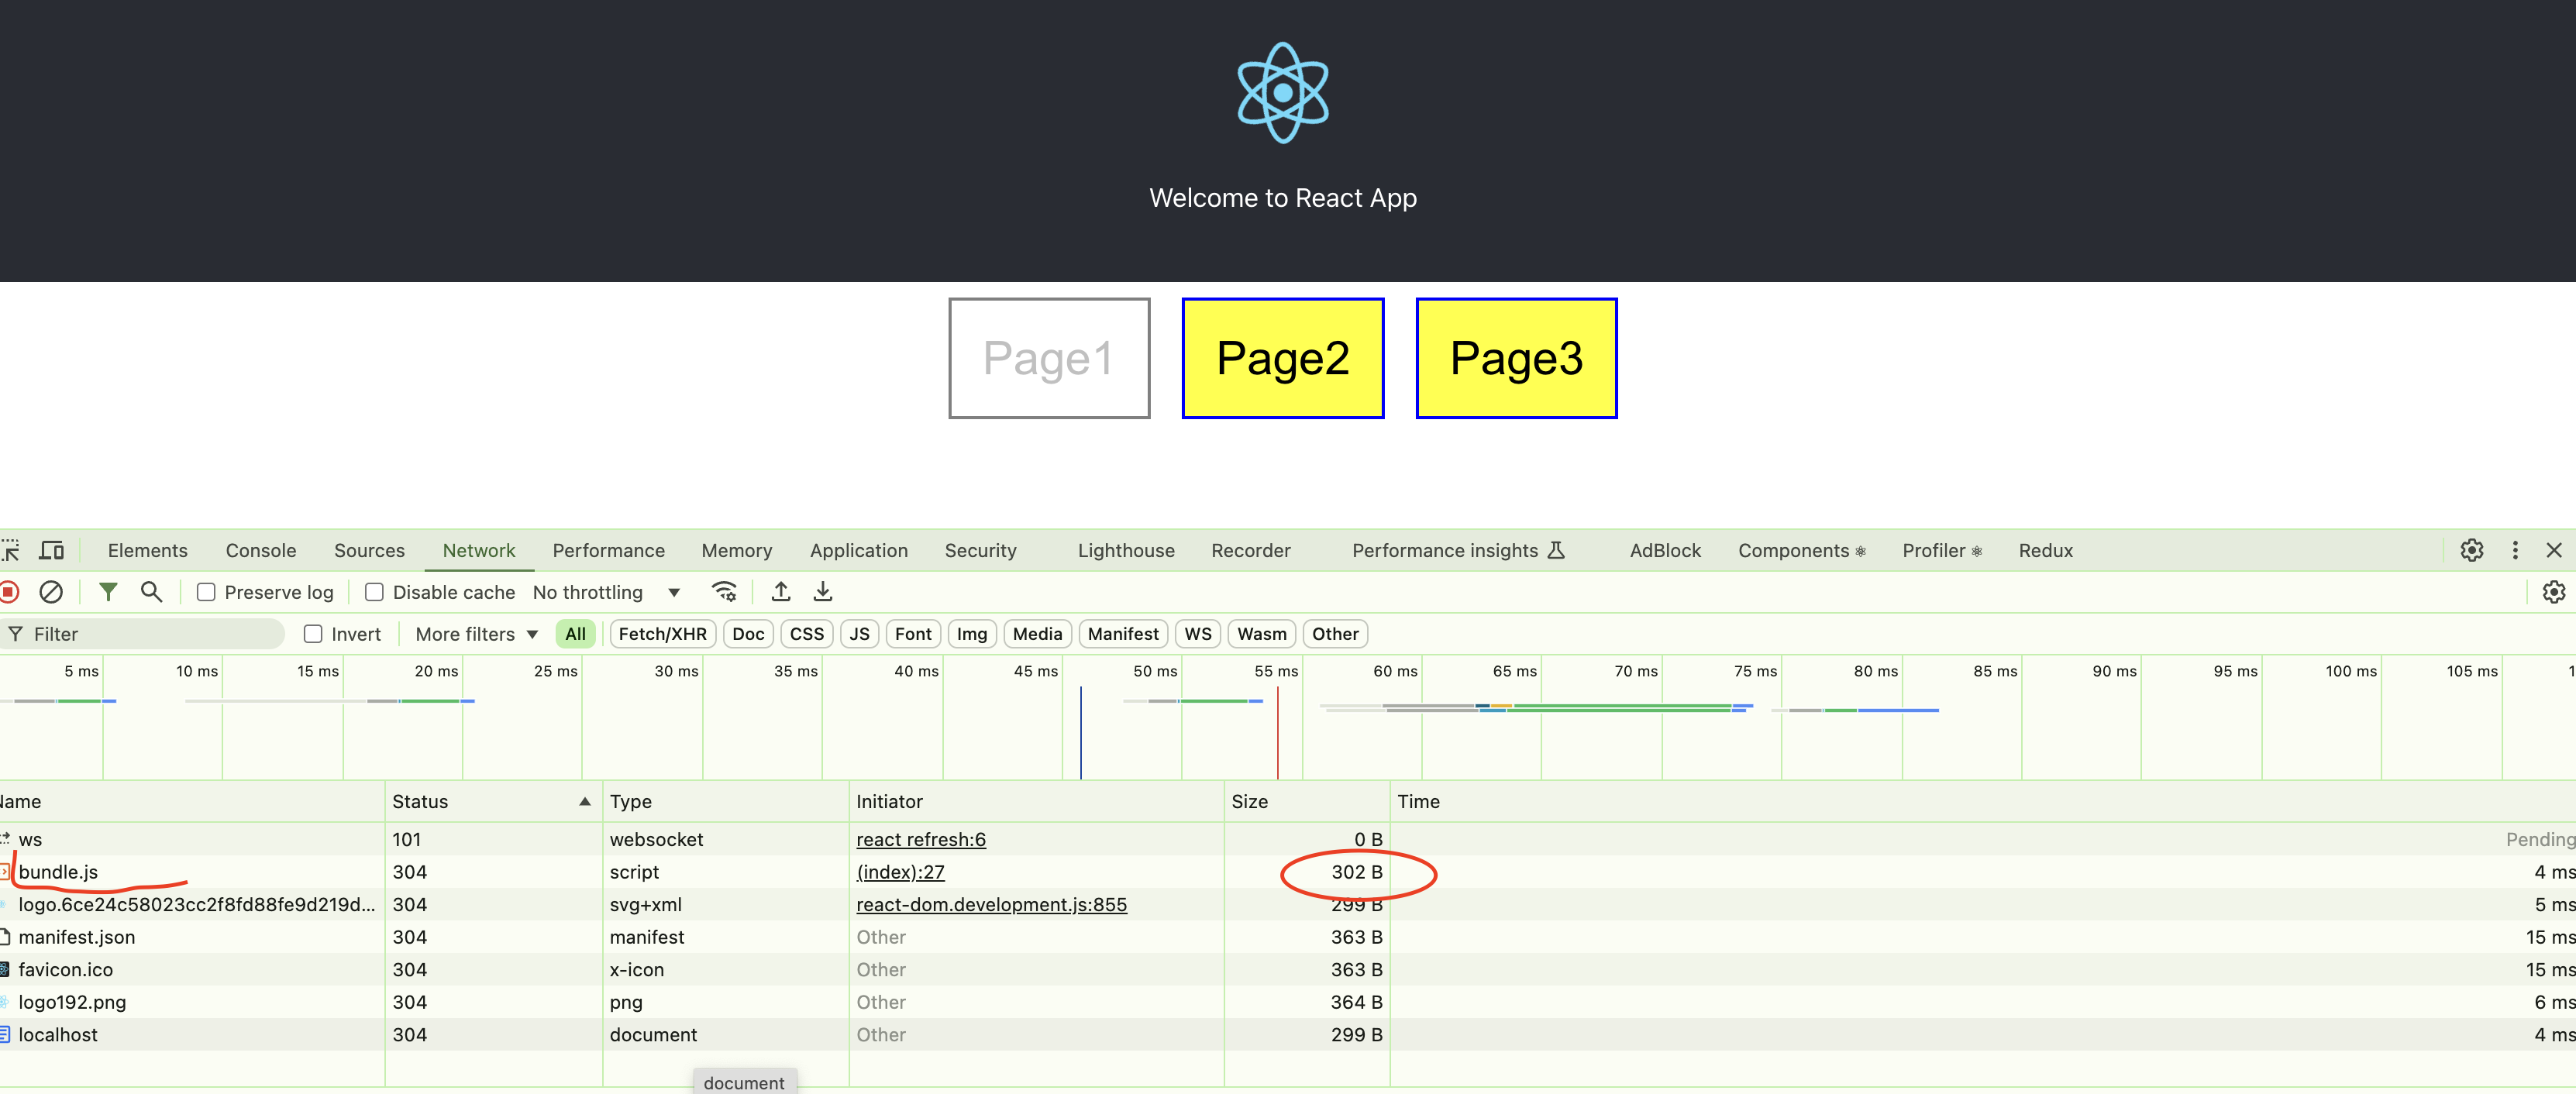 Welcome to React App
Page1 Page2 Page3
Elements Console Sources Network Performance Memory Application Security Lighthouse Recorder Performance insights AdBlock Components Profiler Redux
Preserve log Disable cache No throttling
Filter Invert More filters All Fetch/XHR Doc CSS JS Font Img Media Manifest WS Wasm Other
5 ms 10 ms 15 ms 20 ms 25 ms 30 ms 35 ms 40 ms 45 ms 50 ms 55 ms 60 ms 65 ms 70 ms 75 ms 80 ms 85 ms 90 ms 95 ms 100 ms 105 ms 1
ame Status Type Initiator Size Time
ws 101 websocket react refresh:6 0 B Pending
bundle.js 304 script (index):27 302 B 4 ms
logo.6ce24c58023cc2f8fd88fe9d219d... 304 svg+xml react-dom.development.js:855 299 B 5 ms
manifest.json 304 manifest Other 363 B 15 ms
favicon.ico 304 x-icon Other 363 B 15 ms
logo192.png 304 png Other 364 B 6 ms
localhost 304 document Other 299 B 4 ms
document